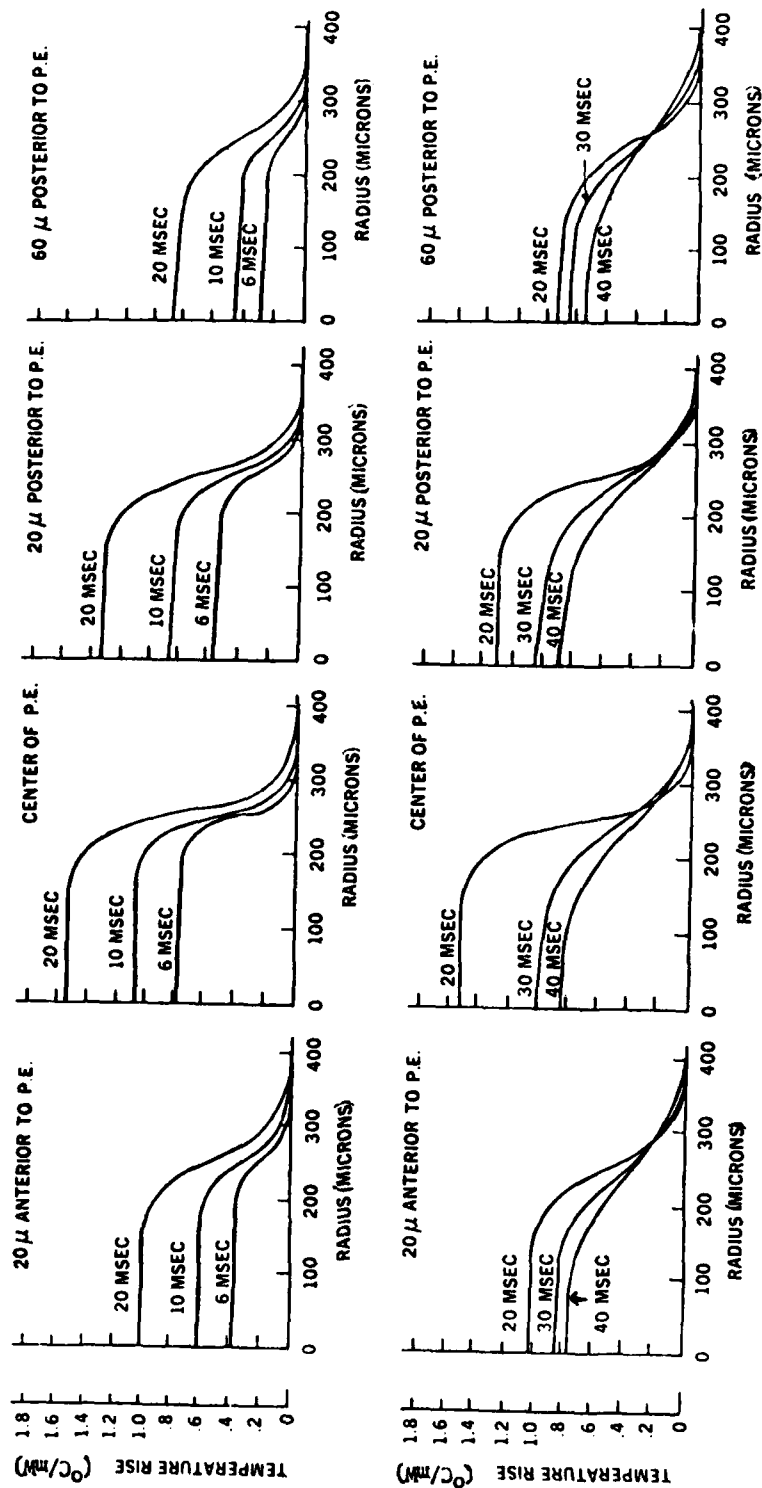 20 μ ANTERIOR TO P.E.
CENTER OF P.E.
20 μ POSTERIOR TO P.E.
60 μ POSTERIOR TO P.E.
TEMPERATURE RISE (°C/mW)
1.8
1.4
1.0
.6
.2
0
20 MSEC
10 MSEC
6 MSEC
20 MSEC
10 MSEC
6 MSEC
20 MSEC
10 MSEC
6 MSEC
20 MSEC
10 MSEC
6 MSEC
0 100 200 300 400
0 100 200 300 400
0 100 200 300 400
0 100 200 300 400
RADIUS (MICRONS)
RADIUS (MICRONS)
RADIUS (MICRONS)
RADIUS (MICRONS)
20 μ ANTERIOR TO P.E.
CENTER OF P.E.
20 μ POSTERIOR TO P.E.
60 μ POSTERIOR TO P.E.
TEMPERATURE RISE (°C/mW)
1.8
1.6
1.4
1.2
1.0
.8
.6
.4
.2
0
20 MSEC
30 MSEC
40 MSEC
20 MSEC
30 MSEC
40 MSEC
20 MSEC
30 MSEC
40 MSEC
20 MSEC
30 MSEC
40 MSEC
0 100 200 300 400
0 100 200 300 400
0 100 200 300 400
0 100 200 300 400
RADIUS (MICRONS)
RADIUS (MICRONS)
RADIUS (MICRONS)
RADIUS (MICRONS)